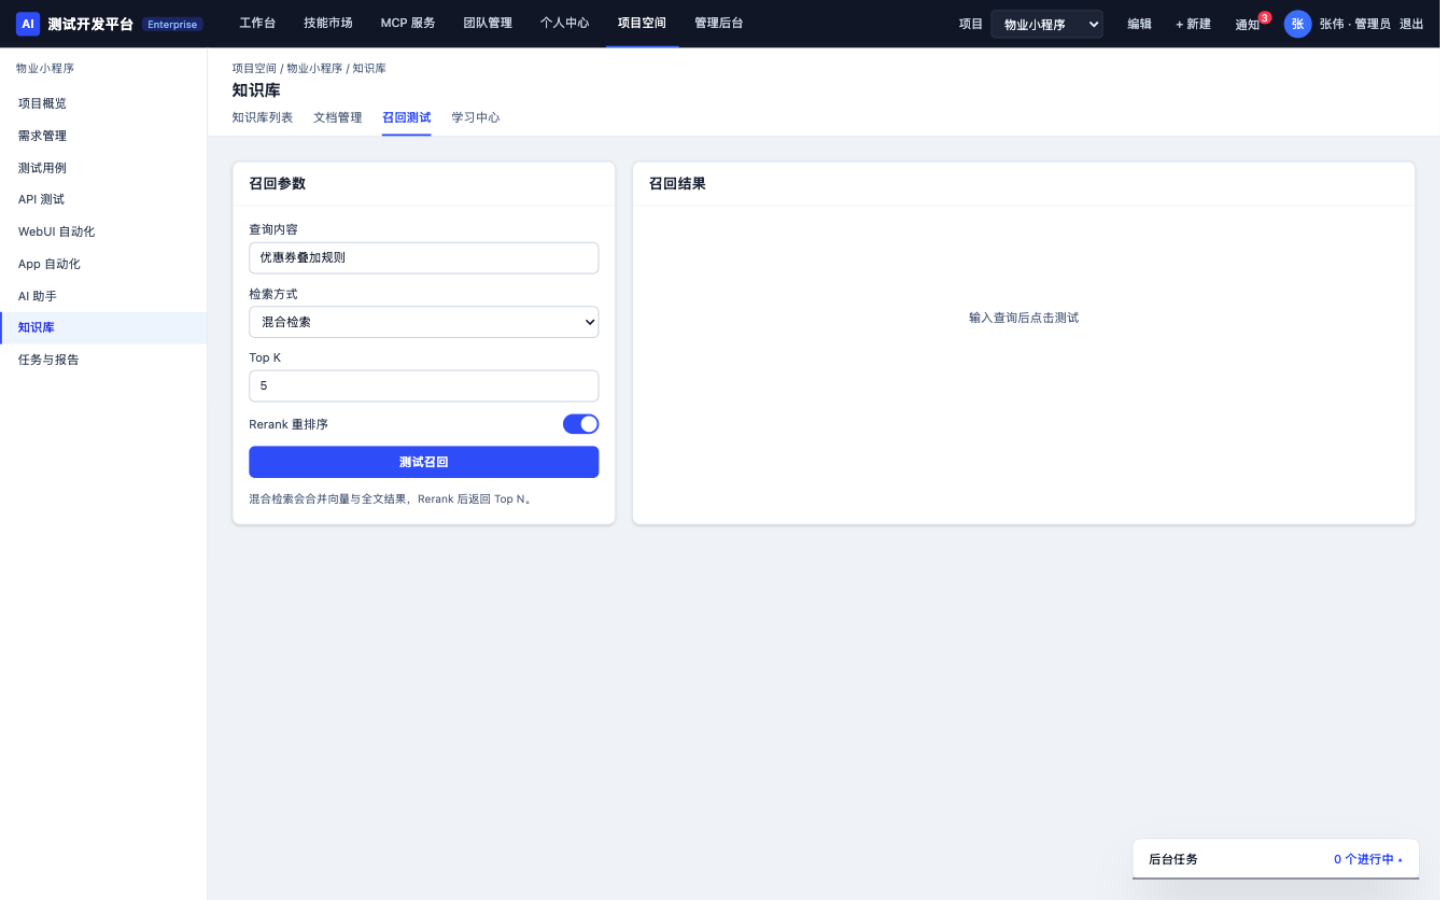 AI 测试开发平台 Enterprise 工作台 技能市场 MCP 服务 团队管理 个人中心 项目空间 管理后台 项目 物业小程序 编辑 + 新建 通知 3 张 张伟 · 管理员 退出
物业小程序
项目概览
需求管理
测试用例
API 测试
WebUI 自动化
App 自动化
AI 助手
知识库
任务与报告
项目空间 / 物业小程序 / 知识库
知识库
知识库列表 文档管理 召回测试 学习中心
召回参数
查询内容
优惠券叠加规则
检索方式
混合检索
Top K
5
Rerank 重排序
测试召回
混合检索会合并向量与全文结果，Rerank 后返回 Top N。
召回结果
输入查询后点击测试
后台任务 0 个进行中